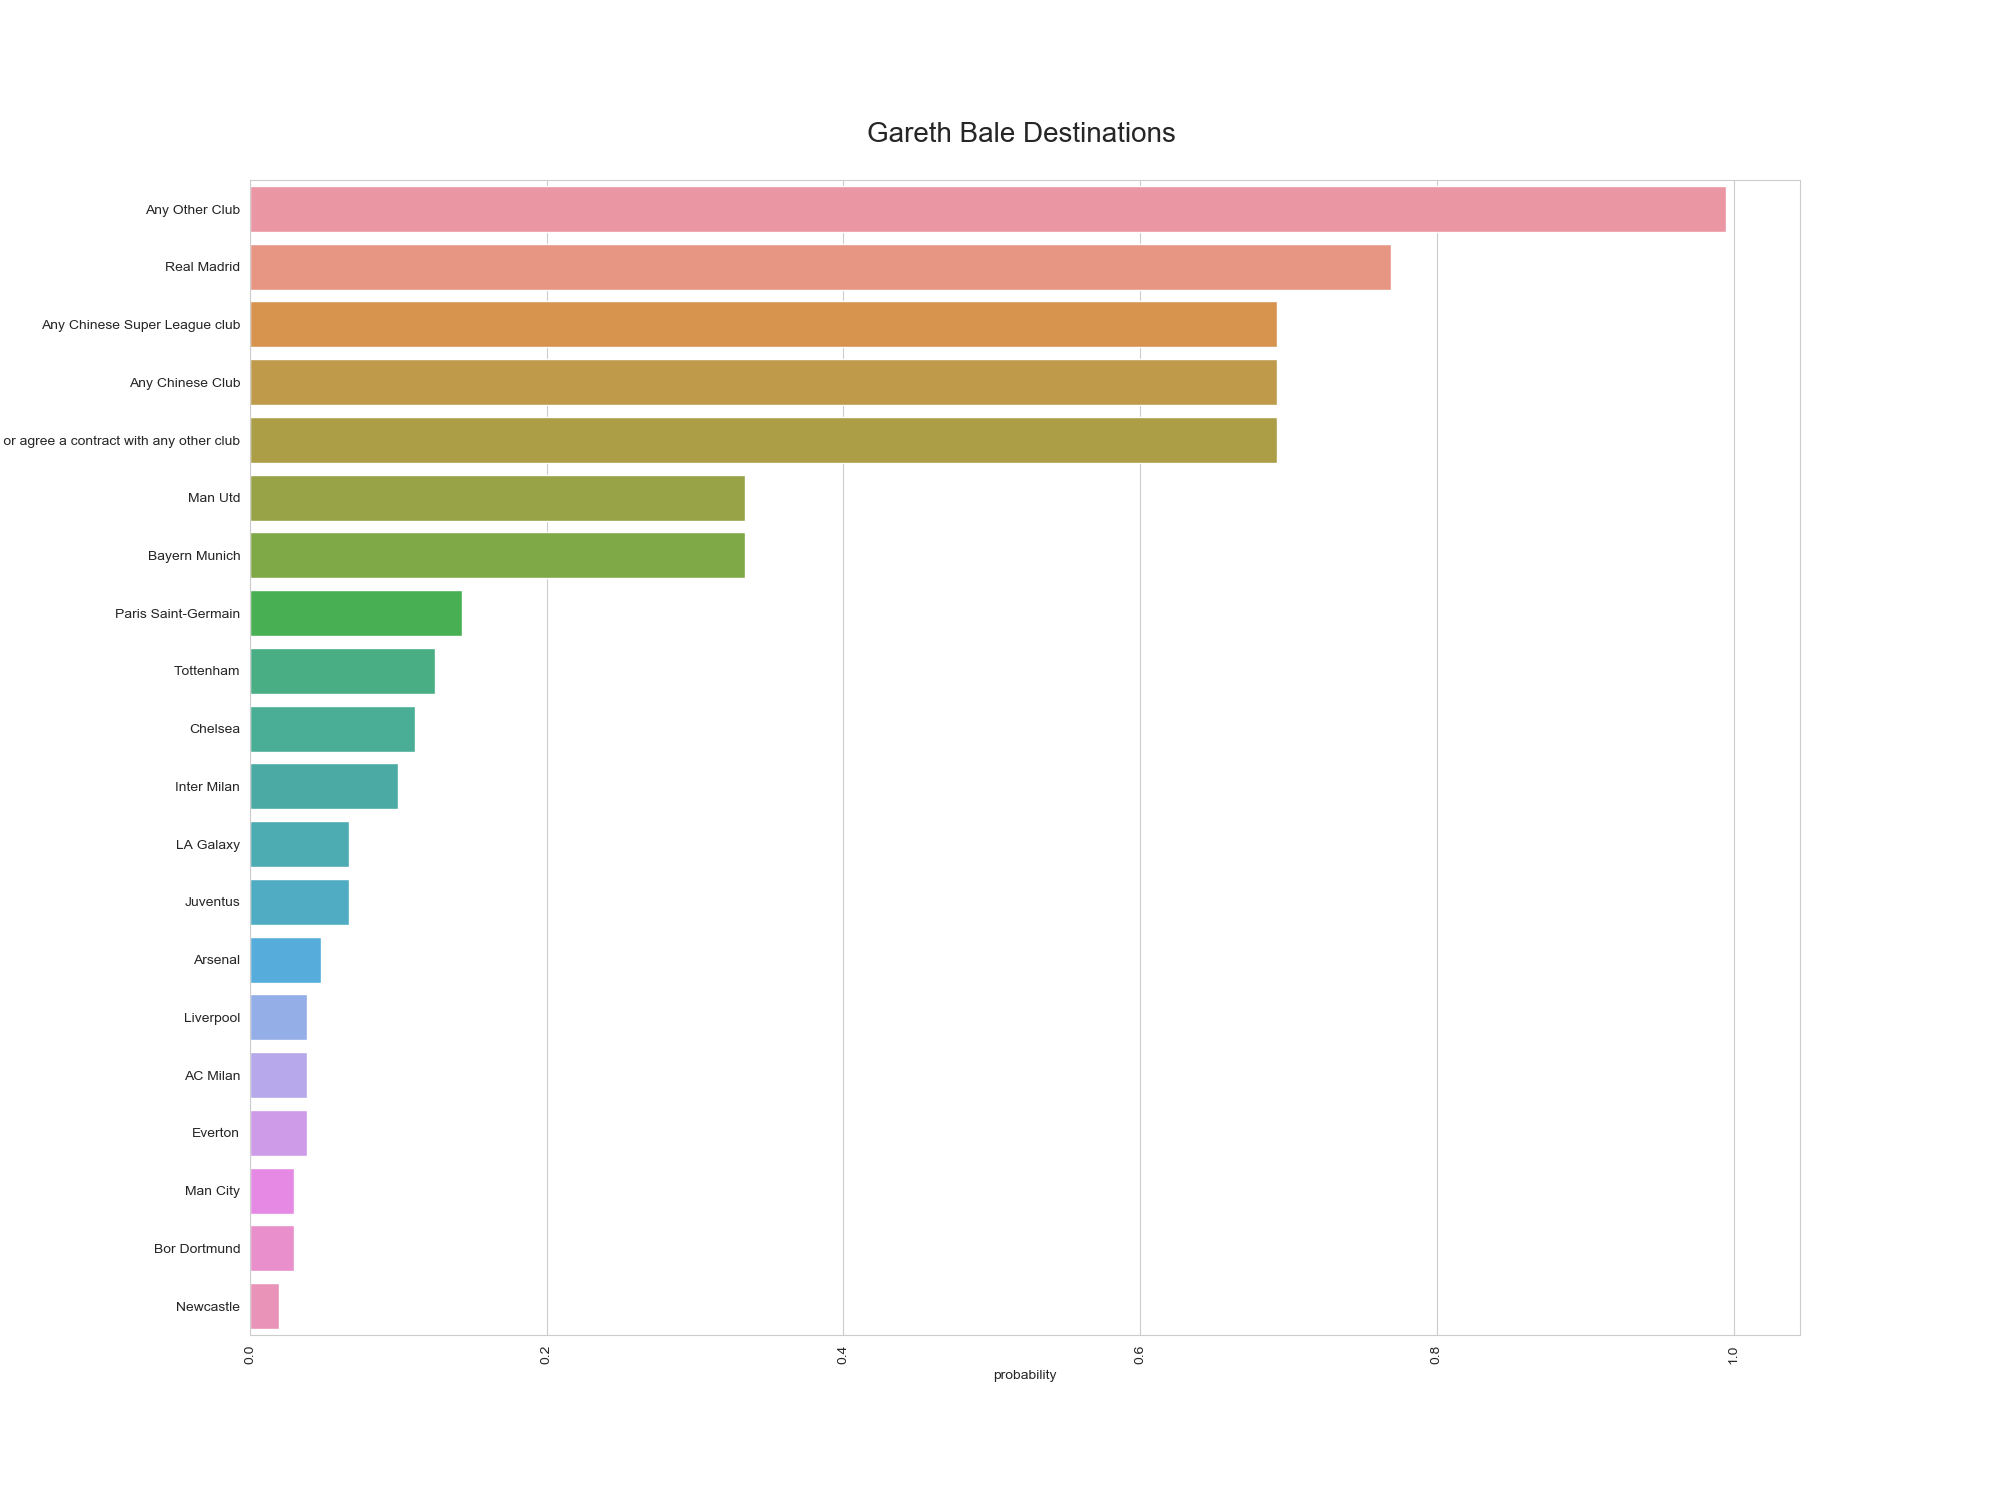 Gareth Bale Destinations
Any Other Club
Real Madrid
Any Chinese Super League club
Any Chinese Club
or agree a contract with any other club
Man Utd
Bayern Munich
Paris Saint-Germain
Tottenham
Chelsea
Inter Milan
LA Galaxy
Juventus
Arsenal
Liverpool
AC Milan
Everton
Man City
Bor Dortmund
Newcastle
0.0 0.2 0.4 0.6 0.8 1.0
probability